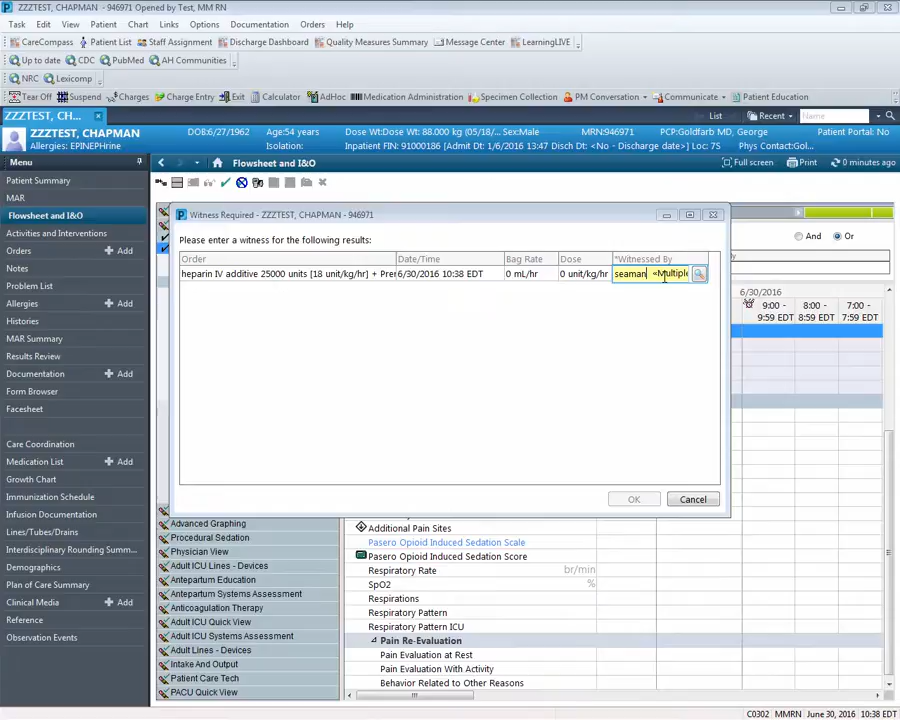 ZZZTEST, CHAPMAN - 946971 Opened by Test, MM RN
Task Edit View Patient Chart Links Options Documentation Orders Help
CareCompass Patient List Staff Assignment Discharge Dashboard Quality Measures Summary Message Center LearningLIVE
Up to date CDC PubMed AH Communities
NRC Lexicomp
Tear Off Suspend Charges Charge Entry Exit Calculator AdHoc Medication Administration Specimen Collection PM Conversation Communicate Patient Education
ZZZTEST, CH... List Recent Name
ZZZTEST, CHAPMAN DOB:6/27/1962 Age:54 years Dose Wt:Dose Wt: 88.000 kg (05/18/... Sex:Male MRN:946971 PCP:Goldfarb MD, George Patient Portal: No
Allergies: EPINEPHrine Isolation: Inpatient FIN: 91000186 [Admit Dt: 1/6/2016 13:47 Disch Dt: <No - Discharge date>] Loc: 7S Phys Contact:Gol...
Menu Flowsheet and I&O Full screen Print 0 minutes ago
Patient Summary
MAR
Flowsheet and I&O
Activities and Interventions
Orders Add
Notes
Problem List
Allergies Add
Histories
MAR Summary
Results Review
Documentation Add
Form Browser
Facesheet
Care Coordination
Medication List Add
Growth Chart
Immunization Schedule
Infusion Documentation
Lines/Tubes/Drains
Interdisciplinary Rounding Summ...
Demographics
Plan of Care Summary
Clinical Media Add
Reference
Observation Events
Witness Required - ZZZTEST, CHAPMAN - 946971
Please enter a witness for the following results:
Order Date/Time Bag Rate Dose *Witnessed By
heparin IV additive 25000 units [18 unit/kg/hr] + Prer 6/30/2016 10:38 EDT 0 mL/hr 0 unit/kg/hr seaman «Multiple
OK Cancel
And Or
By
6/30/2016
9:00 - 8:00 - 7:00 -
9:59 EDT 8:59 EDT 7:59 EDT
Advanced Graphing
Procedural Sedation
Physician View
Adult ICU Lines - Devices
Antepartum Education
Antepartum Systems Assessment
Anticoagulation Therapy
Adult ICU Quick View
Adult ICU Systems Assessment
Adult Lines - Devices
Intake And Output
Patient Care Tech
PACU Quick View
Additional Pain Sites
Pasero Opioid Induced Sedation Scale
Pasero Opioid Induced Sedation Score
Respiratory Rate br/min
SpO2 %
Respirations
Respiratory Pattern
Respiratory Pattern ICU
Pain Re-Evaluation
Pain Evaluation at Rest
Pain Evaluation With Activity
Behavior Related to Other Reasons
C0302 MMRN June 30, 2016 10:38 EDT